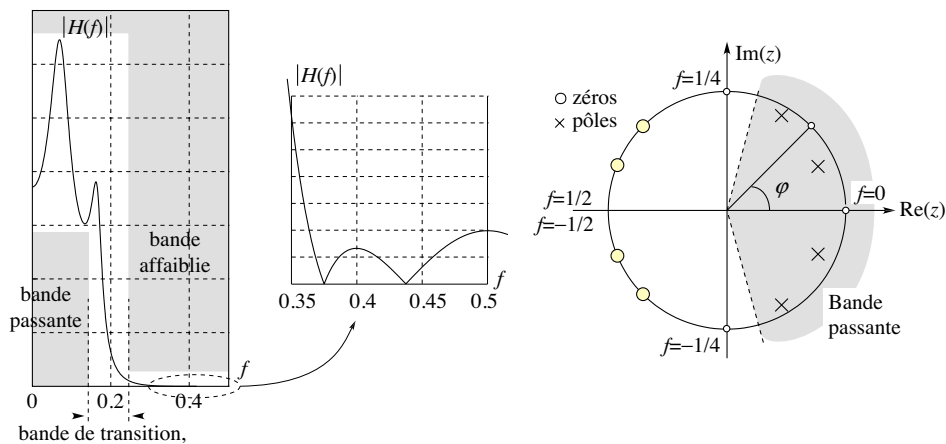 |H(f)|
bande
affaiblie
bande
passante
f
0
0.2
0.4
bande de transition,
|H(f)|
f
0.35
0.4
0.45
0.5
Im(z)
f=1/4
zéros
pôles
φ
f=0
f=1/2
f=−1/2
Re(z)
Bande
passante
f=−1/4